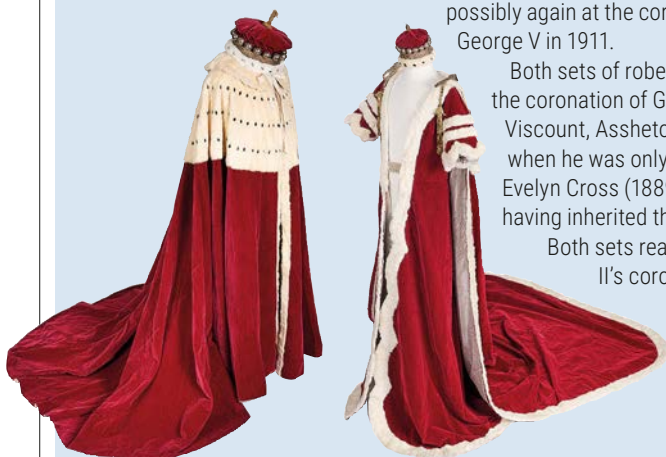 possibly again at the cor
George V in 1911.
Both sets of robe
the coronation of G
Viscount, Assheto
when he was only
Evelyn Cross (188
having inherited th
Both sets rea
II's coro